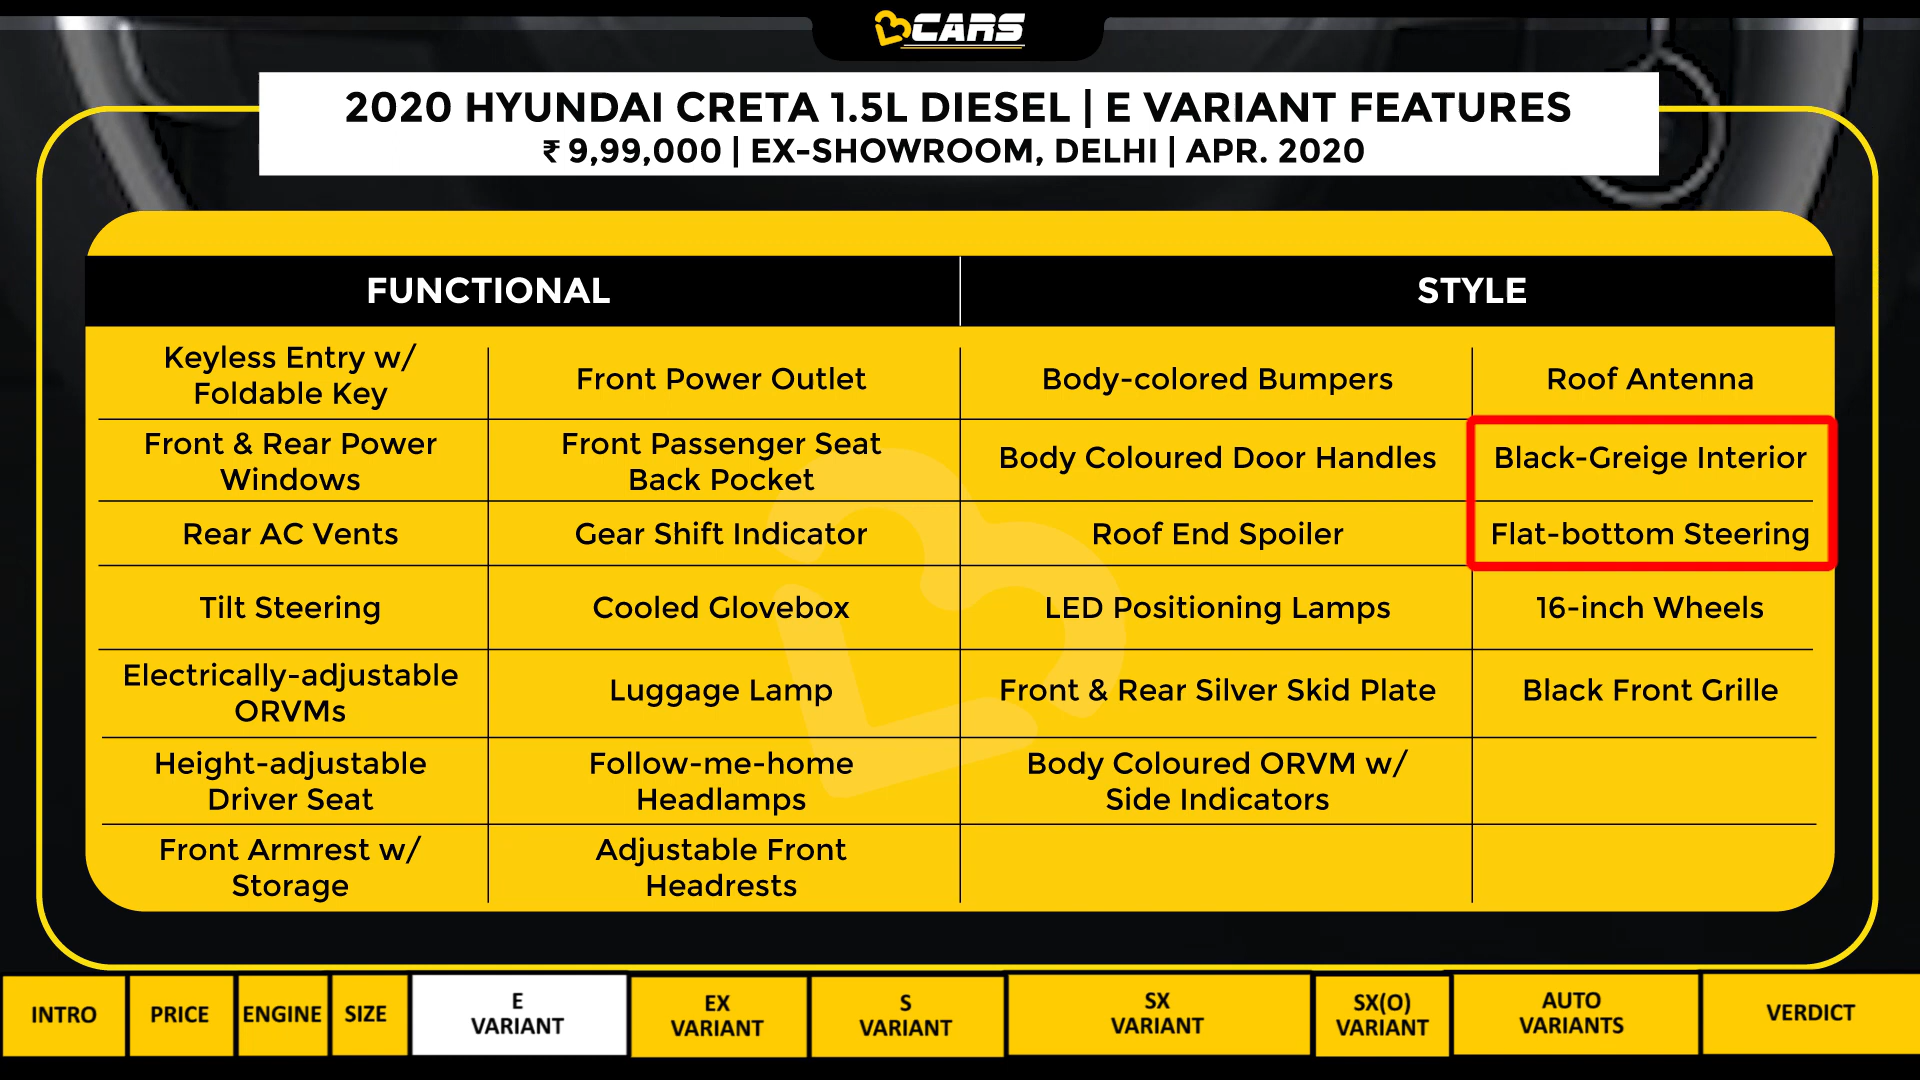 CARS
2020 HYUNDAI CRETA 1.5L DIESEL | E VARIANT FEATURES
₹ 9,99,000 | EX-SHOWROOM, DELHI | APR. 2020
FUNCTIONAL
STYLE
Keyless Entry w/
Foldable Key
Front Power Outlet
Body-colored Bumpers
Roof Antenna
Front & Rear Power
Windows
Front Passenger Seat
Back Pocket
Body Coloured Door Handles
Black-Greige Interior
Rear AC Vents
Gear Shift Indicator
Roof End Spoiler
Flat-bottom Steering
Tilt Steering
Cooled Glovebox
LED Positioning Lamps
16-inch Wheels
Electrically-adjustable
ORVMs
Luggage Lamp
Front & Rear Silver Skid Plate
Black Front Grille
Height-adjustable
Driver Seat
Follow-me-home
Headlamps
Body Coloured ORVM w/
Side Indicators
Front Armrest w/
Storage
Adjustable Front
Headrests
INTRO
PRICE
ENGINE
SIZE
E
VARIANT
EX
VARIANT
S
VARIANT
SX
VARIANT
SX(O)
VARIANT
AUTO
VARIANTS
VERDICT